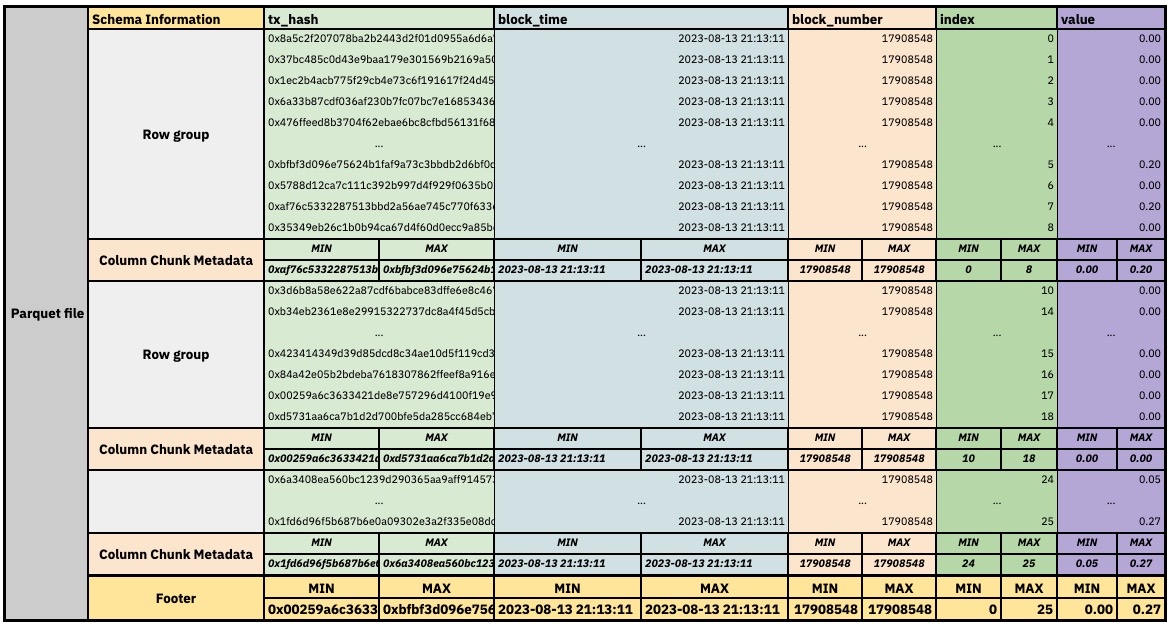 Schema Information tx_hash block_time block_number index value
0x8a5c2f207078ba2b2443d2f01d0955a6d6a 2023-08-13 21:13:11 17908548 0 0.00
0x37bc485c0d43e9baa179e301569b2169a50 2023-08-13 21:13:11 17908548 1 0.00
0x1ec2b4acb775f29cb4e73c6f191617f24d45 2023-08-13 21:13:11 17908548 2 0.00
0x6a33b87cdf036af230b7fc07bc7e16853436 2023-08-13 21:13:11 17908548 3 0.00
0x476ffeed8b3704f62ebae6bc8cfbd56131f68 2023-08-13 21:13:11 17908548 4 0.00
Row group
... ... ... ... ...
0xbfbf3d096e75624b1faf9a73c3bbdb2d6bf0c 2023-08-13 21:13:11 17908548 5 0.20
0x5788d12ca7c111c392b997d4f929f0635b0 2023-08-13 21:13:11 17908548 6 0.00
0xaf76c5332287513bbd2a56ae745c770f633 2023-08-13 21:13:11 17908548 7 0.20
0x35349eb26c1b0b94ca67d4f60d0ecc9a85b 2023-08-13 21:13:11 17908548 8 0.00
MIN MAX MIN MAX MIN MAX MIN MAX MIN MAX
Column Chunk Metadata
0xaf76c5332287513b 0xbfbf3d096e75624b 2023-08-13 21:13:11 2023-08-13 21:13:11 17908548 17908548 0 8 0.00 0.20
0x3d6b8a58e622a87cdf6babce83dffe6e8c46 2023-08-13 21:13:11 17908548 10 0.00
Parquet file
0xb34eb2361e8e29915322737dc8a4f45d5cb 2023-08-13 21:13:11 17908548 14 0.00
... ... ... ... ...
Row group
0x423414349d39d85dcd8c34ae10d5f119cd3 2023-08-13 21:13:11 17908548 15 0.00
0x84a42e05b2bdeba7618307862ffeef8a916e 2023-08-13 21:13:11 17908548 16 0.00
0x00259a6c3633421de8e757296d4100f19e 2023-08-13 21:13:11 17908548 17 0.00
0xd5731aa6ca7b1d2d700bfe5da285cc684eb 2023-08-13 21:13:11 17908548 18 0.00
MIN MAX MIN MAX MIN MAX MIN MAX MIN MAX
Column Chunk Metadata
0x00259a6c3633421 0xd5731aa6ca7b1d2 2023-08-13 21:13:11 2023-08-13 21:13:11 17908548 17908548 10 18 0.00 0.00
0x6a3408ea560bc1239d290365aa9aff91457 2023-08-13 21:13:11 17908548 24 0.05
... ... ... ... ...
0x1fd6d96f5b687b6e0a09302e3a2f335e08d 2023-08-13 21:13:11 17908548 25 0.27
MIN MAX MIN MAX MIN MAX MIN MAX MIN MAX
Column Chunk Metadata
0x1fd6d96f5b687b6e 0x6a3408ea560bc123 2023-08-13 21:13:11 2023-08-13 21:13:11 17908548 17908548 24 25 0.05 0.27
MIN MAX MIN MAX MIN MAX MIN MAX MIN MAX
Footer
0x00259a6c3633 0xbfbf3d096e756 2023-08-13 21:13:11 2023-08-13 21:13:11 17908548 17908548 0 25 0.00 0.27